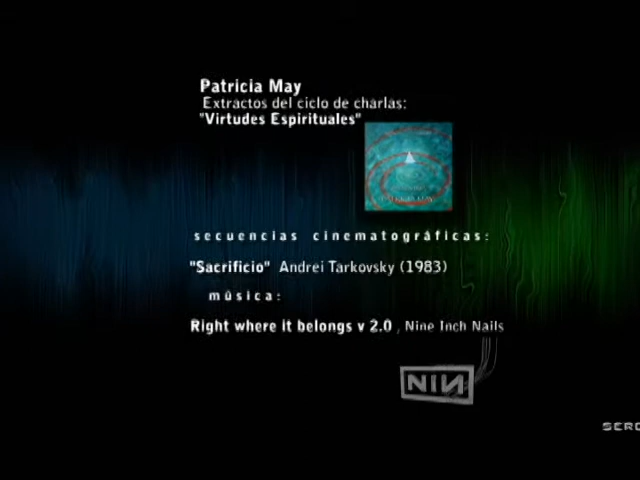 Patricia May
Extractos del ciclo de charlas:
"Virtudes Espirituales"
secuencias cinematográficas:
"Sacrificio" Andrei Tarkovsky (1983)
música:
Right where it belongs v 2.0 , Nine Inch Nails
NIN